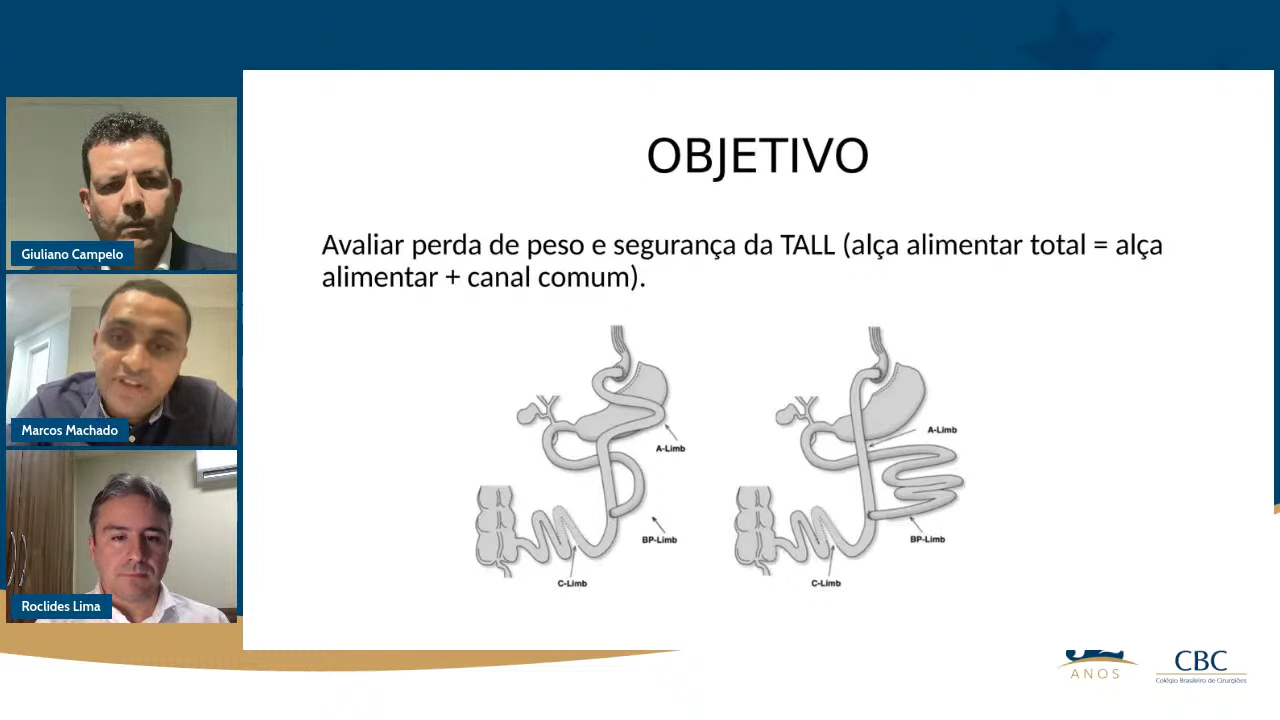 OBJETIVO
Avaliar perda de peso e segurança da TALL (alça alimentar total = alça
alimentar + canal comum).
A-Limb
BP-Limb
C-Limb
A-Limb
BP-Limb
C-Limb
Giuliano Campelo
Marcos Machado
Roclides Lima
ANOS
CBC
Colégio Brasileiro de Cirurgiões